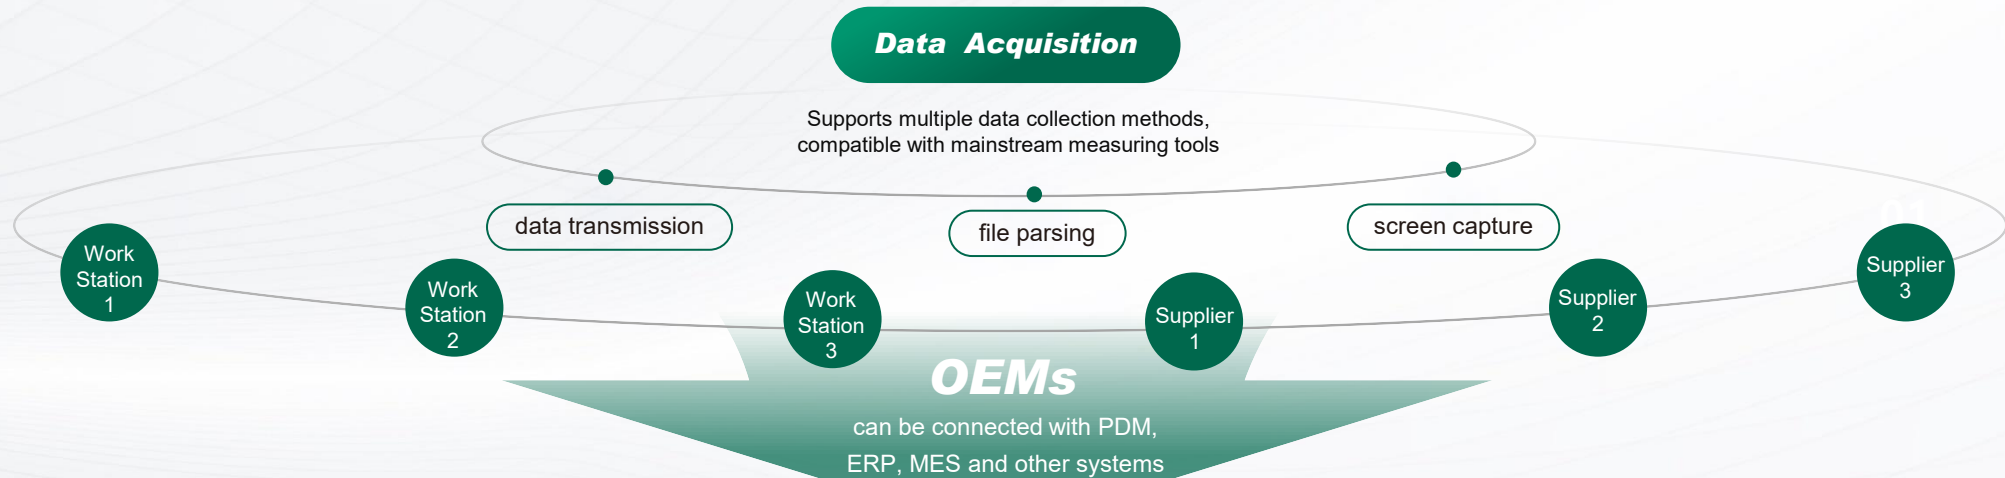 Data Acquisition
Supports multiple data collection methods,
compatible with mainstream measuring tools
data transmission
file parsing
screen capture
01
Work
Station
1
Work
Station
2
Work
Station
3
Supplier
1
Supplier
2
Supplier
3
OEMs
can be connected with PDM,
ERP, MES and other systems